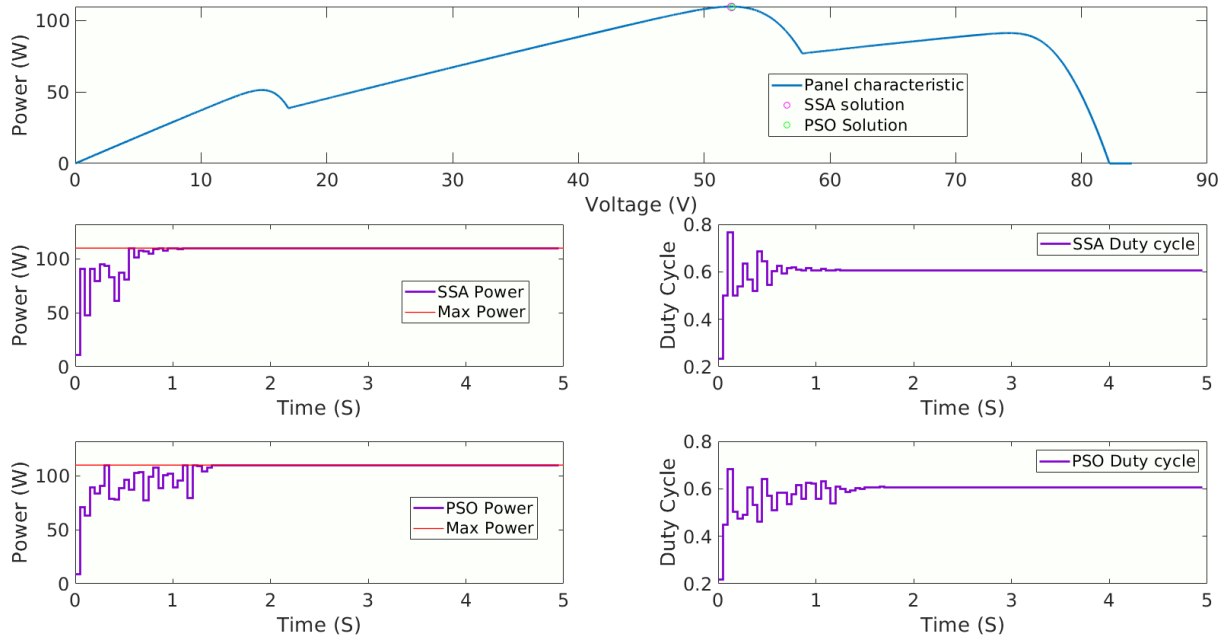 Power (W)
100
50
0
0 10 20 30 40 50 60 70 80 90
Voltage (V)
Panel characteristic
SSA solution
PSO Solution
Power (W)
100
50
0
0 1 2 3 4 5
Time (S)
SSA Power
Max Power
Duty Cycle
0.8
0.6
0.4
0.2
0 1 2 3 4 5
Time (S)
SSA Duty cycle
Power (W)
100
50
0
0 1 2 3 4 5
Time (S)
PSO Power
Max Power
Duty Cycle
0.8
0.6
0.4
0.2
0 1 2 3 4 5
Time (S)
PSO Duty cycle